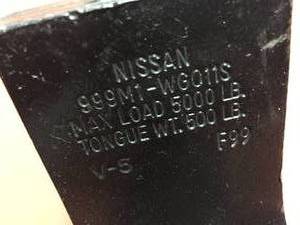 NISSAN
999M1-WG011S
MAX LOAD 5000 LB.
TONGUE WT. 500 LB.
V-5 F99